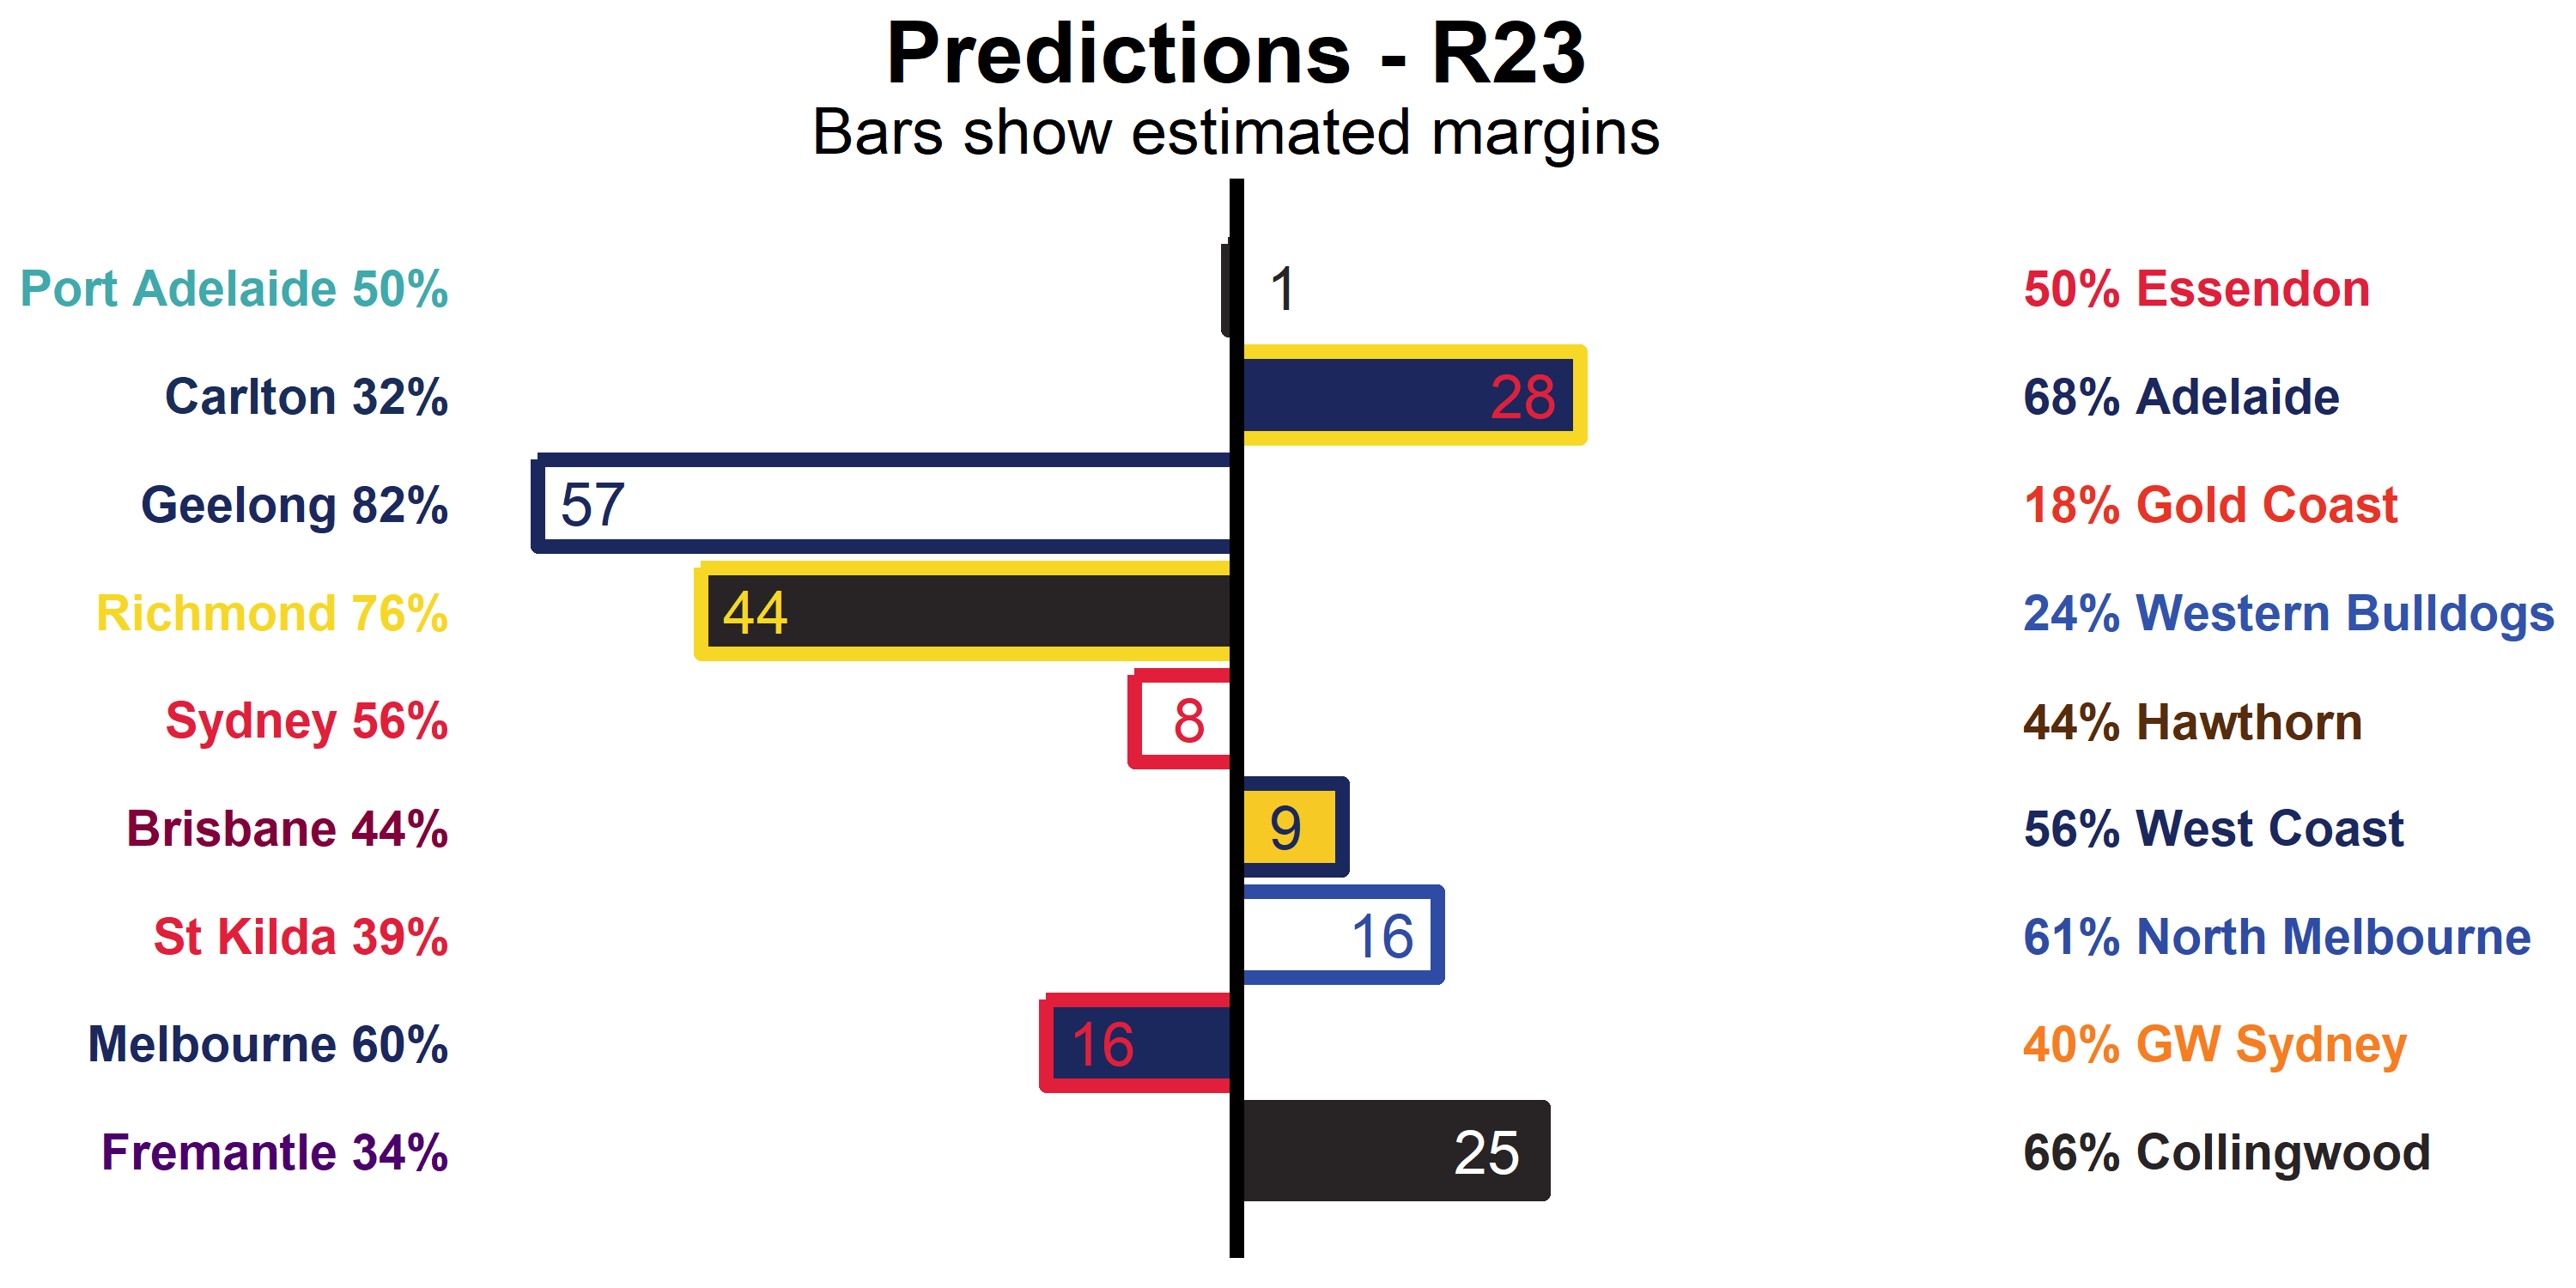 Predictions - R23
Bars show estimated margins
Port Adelaide 50% 1 50% Essendon
Carlton 32% 28 68% Adelaide
Geelong 82% 57 18% Gold Coast
Richmond 76% 44 24% Western Bulldogs
Sydney 56% 8 44% Hawthorn
Brisbane 44% 9 56% West Coast
St Kilda 39% 16 61% North Melbourne
Melbourne 60% 16 40% GW Sydney
Fremantle 34% 25 66% Collingwood